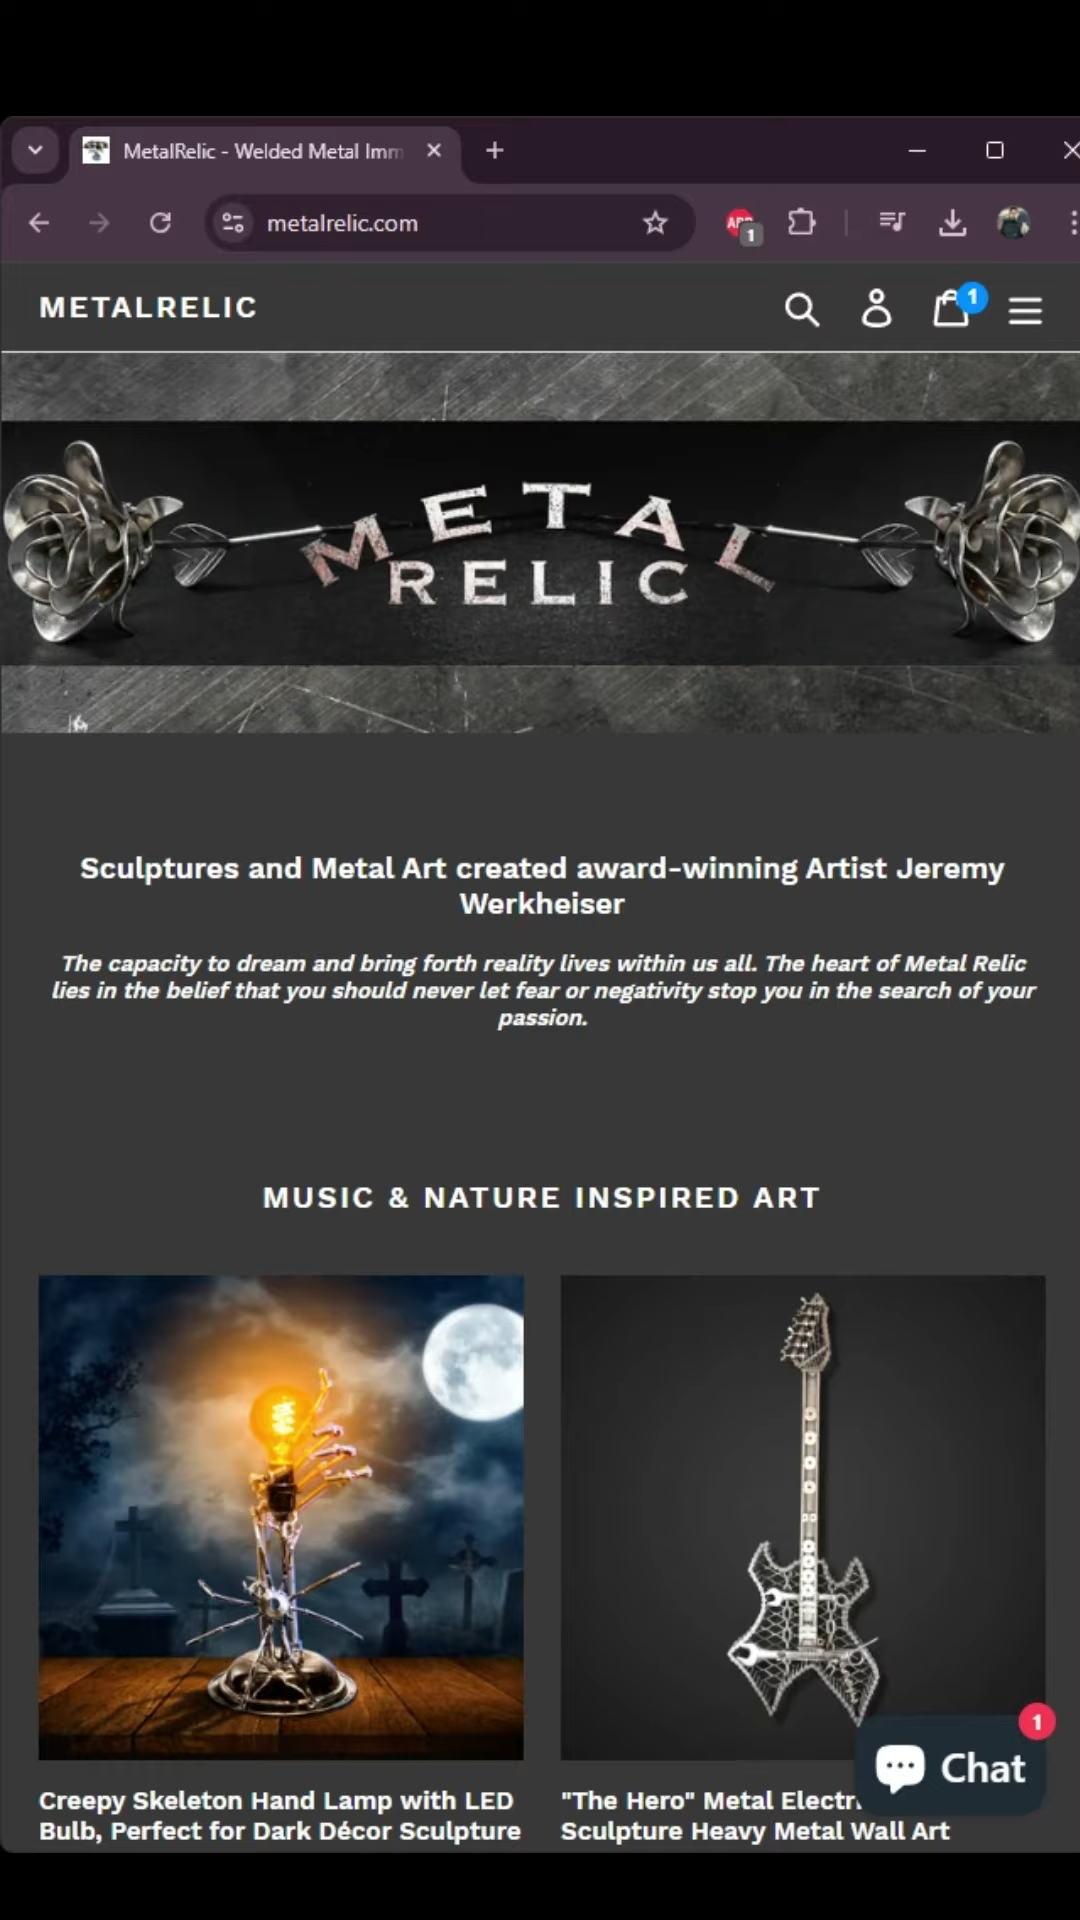 MetalRelic - Welded Metal Imm
metalrelic.com
1
METALRELIC
1
METAL
RELIC
Sculptures and Metal Art created award-winning Artist Jeremy
Werkheiser
The capacity to dream and bring forth reality lives within us all. The heart of Metal Relic
lies in the belief that you should never let fear or negativity stop you in the search of your
passion.
MUSIC & NATURE INSPIRED ART
1
Chat
Creepy Skeleton Hand Lamp with LED
Bulb, Perfect for Dark Décor Sculpture
"The Hero" Metal Electri
Sculpture Heavy Metal Wall Art